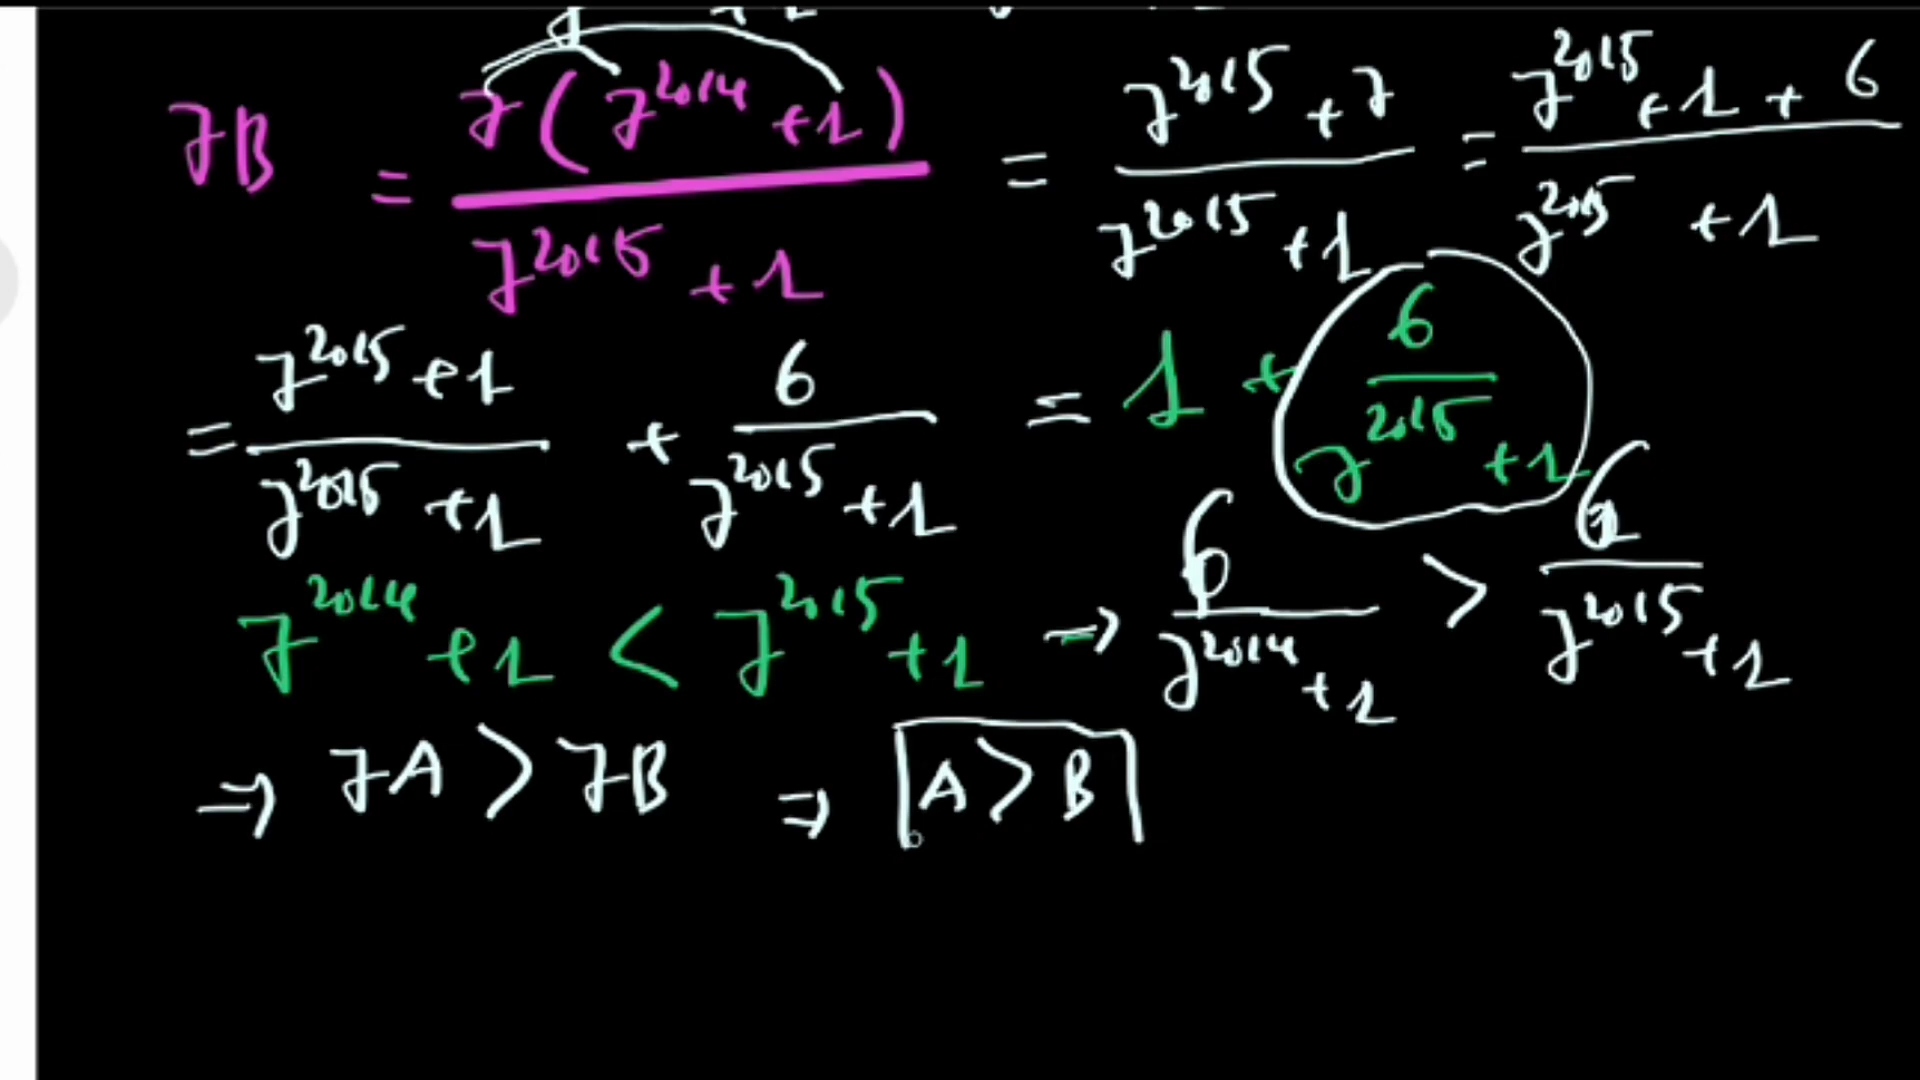 7B = 7(7^2014 + 1) / 7^2015 + 1 = 7^2015 + 7 / 7^2015 + 1 = 7^2015 + 1 + 6 / 7^2015 + 1
= 7^2015 + 1 / 7^2015 + 1 + 6 / 7^2015 + 1 = 1 + 6 / 7^2015 + 1
7^2014 + 1 < 7^2015 + 1 ⇒ 6 / 7^2014 + 1 > 6 / 7^2015 + 1
⇒ 7A > 7B ⇒ A > B